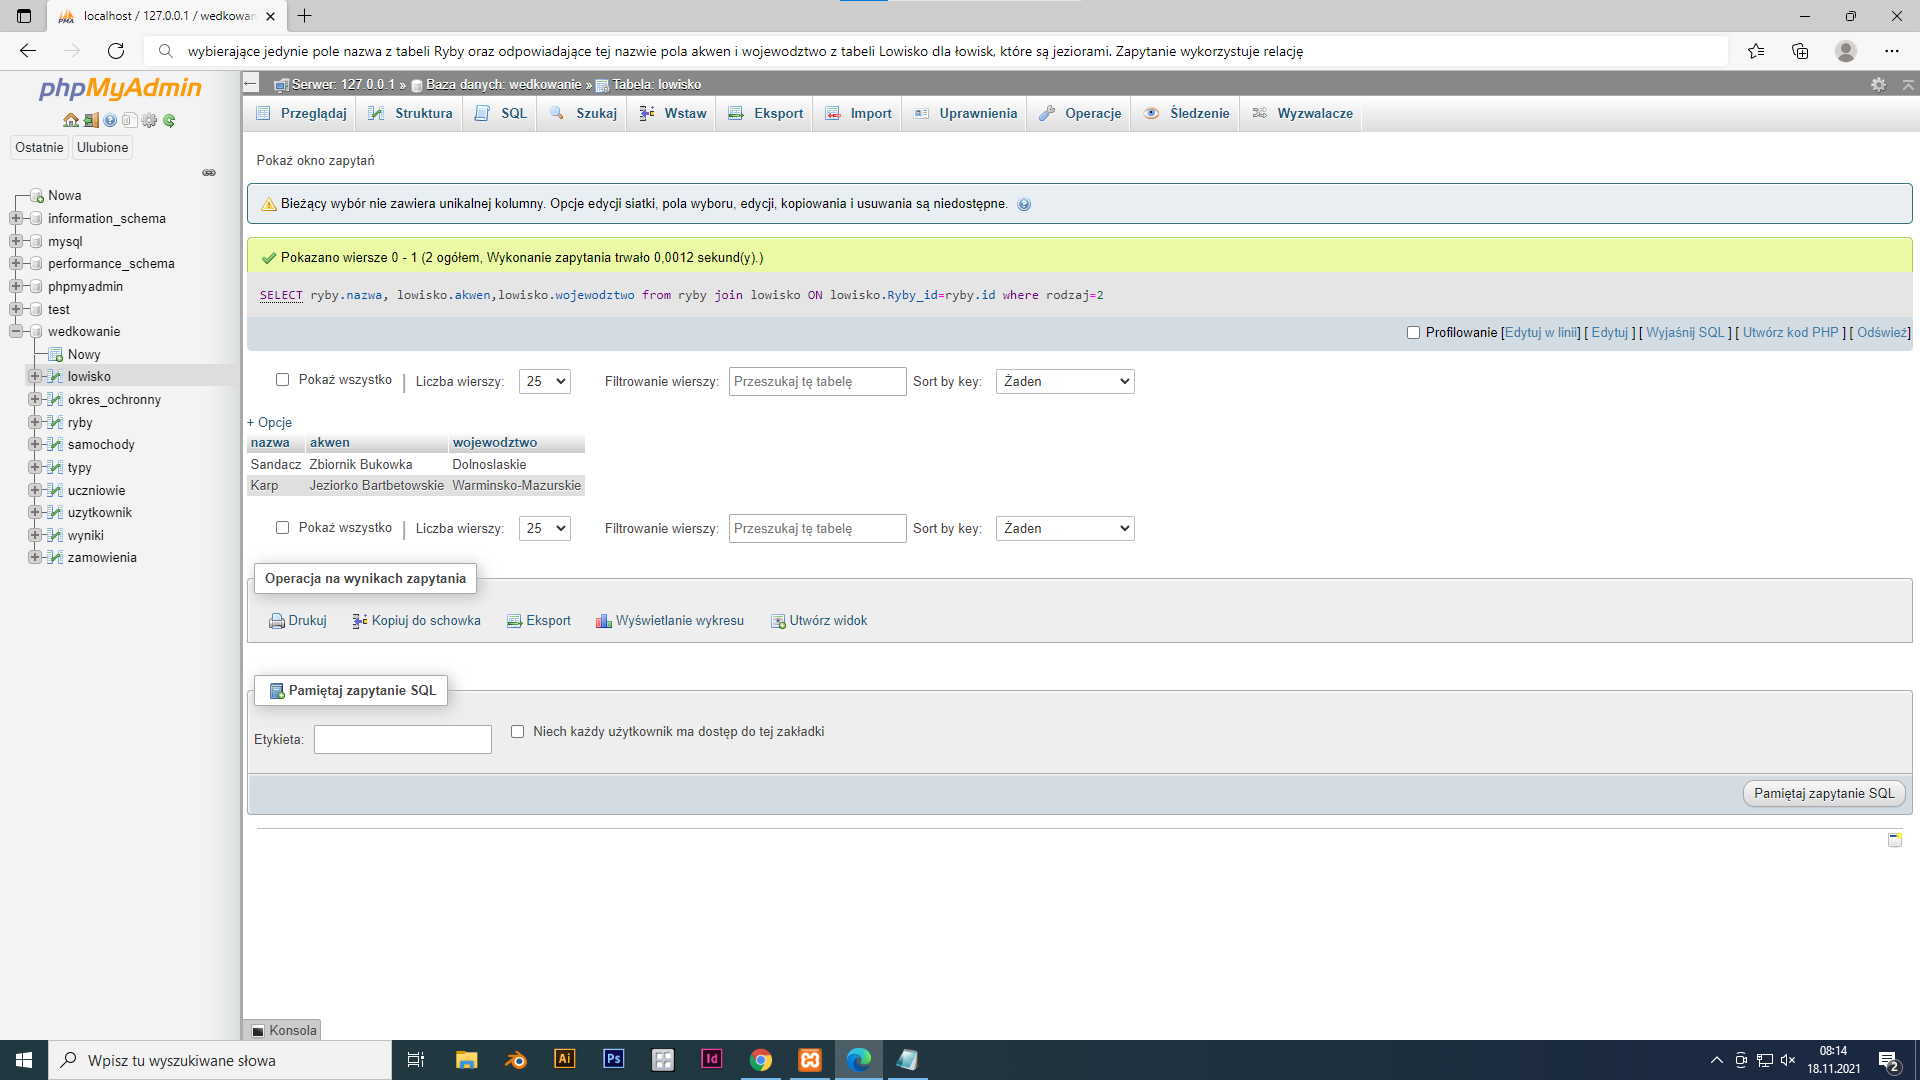 localhost / 127.0.0.1 / wedkowan
wybierające jedynie pole nazwa z tabeli Ryby oraz odpowiadające tej nazwie pola akwen i wojewodztwo z tabeli Lowisko dla łowisk, które są jeziorami. Zapytanie wykorzystuje relację
phpMyAdmin
Ostatnie
Ulubione
Nowa
information_schema
mysql
performance_schema
phpmyadmin
test
wedkowanie
Nowy
lowisko
okres_ochronny
ryby
samochody
typy
uczniowie
uzytkownik
wyniki
zamowienia
Serwer: 127.0.0.1 » Baza danych: wedkowanie » Tabela: lowisko
Przeglądaj Struktura SQL Szukaj Wstaw Eksport Import Uprawnienia Operacje Śledzenie Wyzwalacze
Pokaż okno zapytań
Bieżący wybór nie zawiera unikalnej kolumny. Opcje edycji siatki, pola wyboru, edycji, kopiowania i usuwania są niedostępne.
Pokazano wiersze 0 - 1 (2 ogółem, Wykonanie zapytania trwało 0,0012 sekund(y).)
SELECT ryby.nazwa, lowisko.akwen,lowisko.wojewodztwo from ryby join lowisko ON lowisko.Ryby_id=ryby.id where rodzaj=2
Profilowanie [Edytuj w linii] [ Edytuj ] [ Wyjaśnij SQL ] [ Utwórz kod PHP ] [ Odśwież]
Pokaż wszystko | Liczba wierszy: 25 Filtrowanie wierszy: Przeszukaj tę tabelę Sort by key: Żaden
+ Opcje
nazwa akwen wojewodztwo
Sandacz Zbiornik Bukowka Dolnoslaskie
Karp Jeziorko Bartbetowskie Warminsko-Mazurskie
Pokaż wszystko | Liczba wierszy: 25 Filtrowanie wierszy: Przeszukaj tę tabelę Sort by key: Żaden
Operacja na wynikach zapytania
Drukuj Kopiuj do schowka Eksport Wyświetlanie wykresu Utwórz widok
Pamiętaj zapytanie SQL
Etykieta: Niech każdy użytkownik ma dostęp do tej zakładki
Pamiętaj zapytanie SQL
Konsola
Wpisz tu wyszukiwane słowa
Ai
Ps
Id
08:14
18.11.2021
2